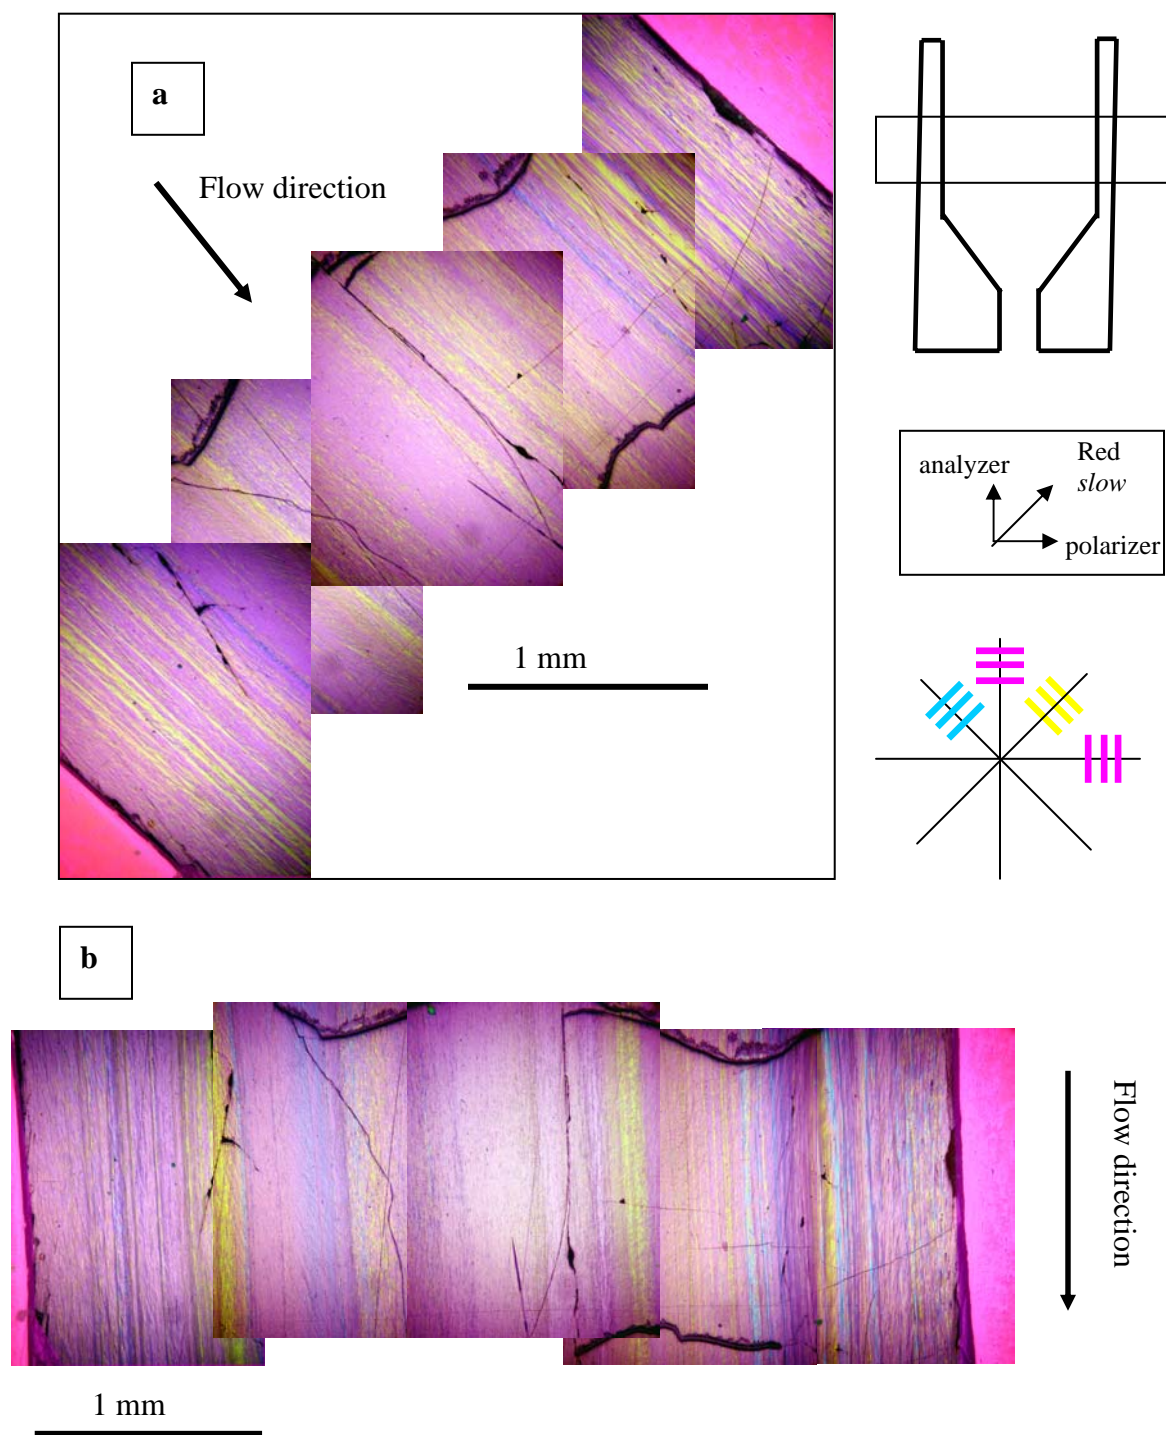 a
Flow direction
1 mm
analyzer
Red
slow
polarizer
b
Flow direction
1 mm